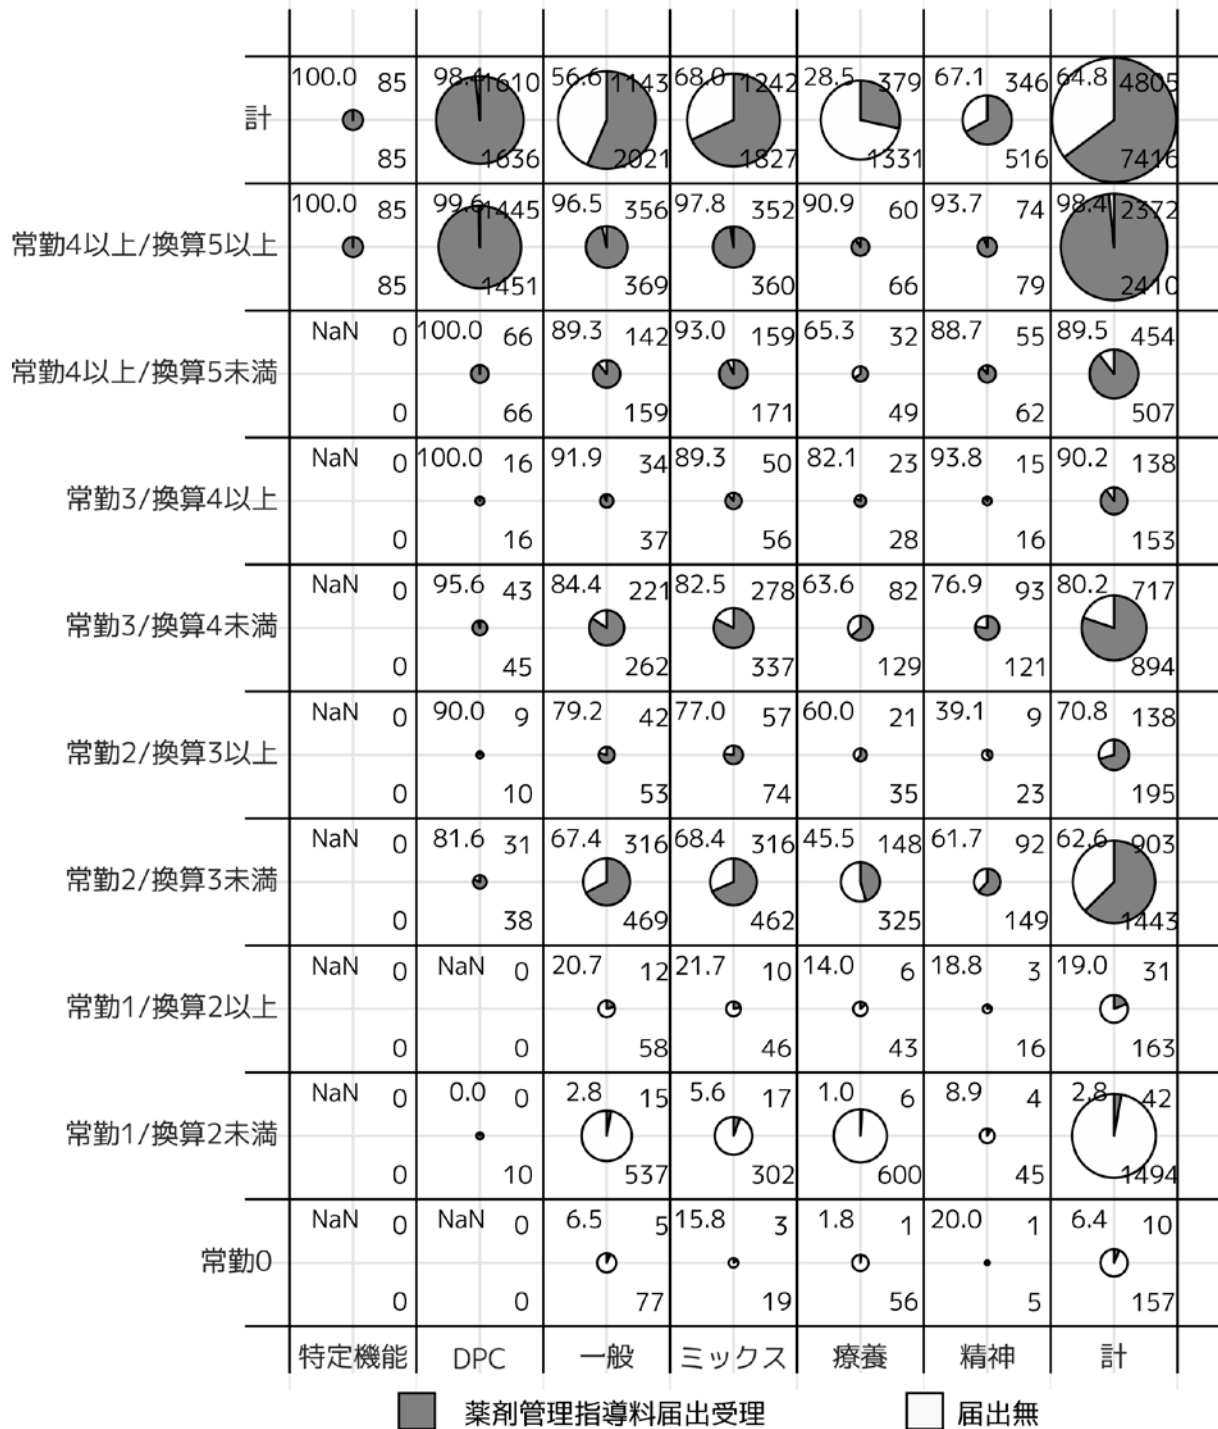 100.0 85 98.4 1610 56.6 1143 68.0 1242 28.5 379 67.1 346 64.8 4805
計
85 1636 2021 1827 1331 516 7416
100.0 85 99.6 1445 96.5 356 97.8 352 90.9 60 93.7 74 98.4 2372
常勤4以上/換算5以上
85 1451 369 360 66 79 2410
NaN 0 100.0 66 89.3 142 93.0 159 65.3 32 88.7 55 89.5 454
常勤4以上/換算5未満
0 66 159 171 49 62 507
NaN 0 100.0 16 91.9 34 89.3 50 82.1 23 93.8 15 90.2 138
常勤3/換算4以上
0 16 37 56 28 16 153
NaN 0 95.6 43 84.4 221 82.5 278 63.6 82 76.9 93 80.2 717
常勤3/換算4未満
0 45 262 337 129 121 894
NaN 0 90.0 9 79.2 42 77.0 57 60.0 21 39.1 9 70.8 138
常勤2/換算3以上
0 10 53 74 35 23 195
NaN 0 81.6 31 67.4 316 68.4 316 45.5 148 61.7 92 62.6 903
常勤2/換算3未満
0 38 469 462 325 149 1443
NaN 0 NaN 0 20.7 12 21.7 10 14.0 6 18.8 3 19.0 31
常勤1/換算2以上
0 0 58 46 43 16 163
NaN 0 0.0 0 2.8 15 5.6 17 1.0 6 8.9 4 2.8 42
常勤1/換算2未満
0 10 537 302 600 45 1494
NaN 0 NaN 0 6.5 5 15.8 3 1.8 1 20.0 1 6.4 10
常勤0
0 0 77 19 56 5 157
特定機能 DPC 一般 ミックス 療養 精神 計
薬剤管理指導料届出受理 届出無